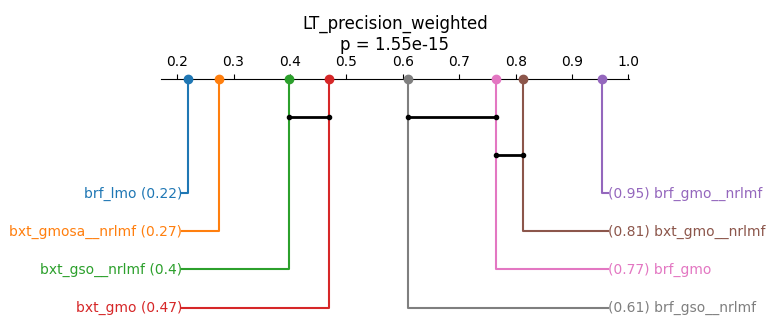 LT_precision_weighted
p = 1.55e-15
0.2 0.3 0.4 0.5 0.6 0.7 0.8 0.9 1.0
brf_lmo (0.22) (0.95) brf_gmo__nrlmf
bxt_gmosa__nrlmf (0.27) (0.81) bxt_gmo__nrlmf
bxt_gso__nrlmf (0.4) (0.77) brf_gmo
bxt_gmo (0.47) (0.61) brf_gso__nrlmf